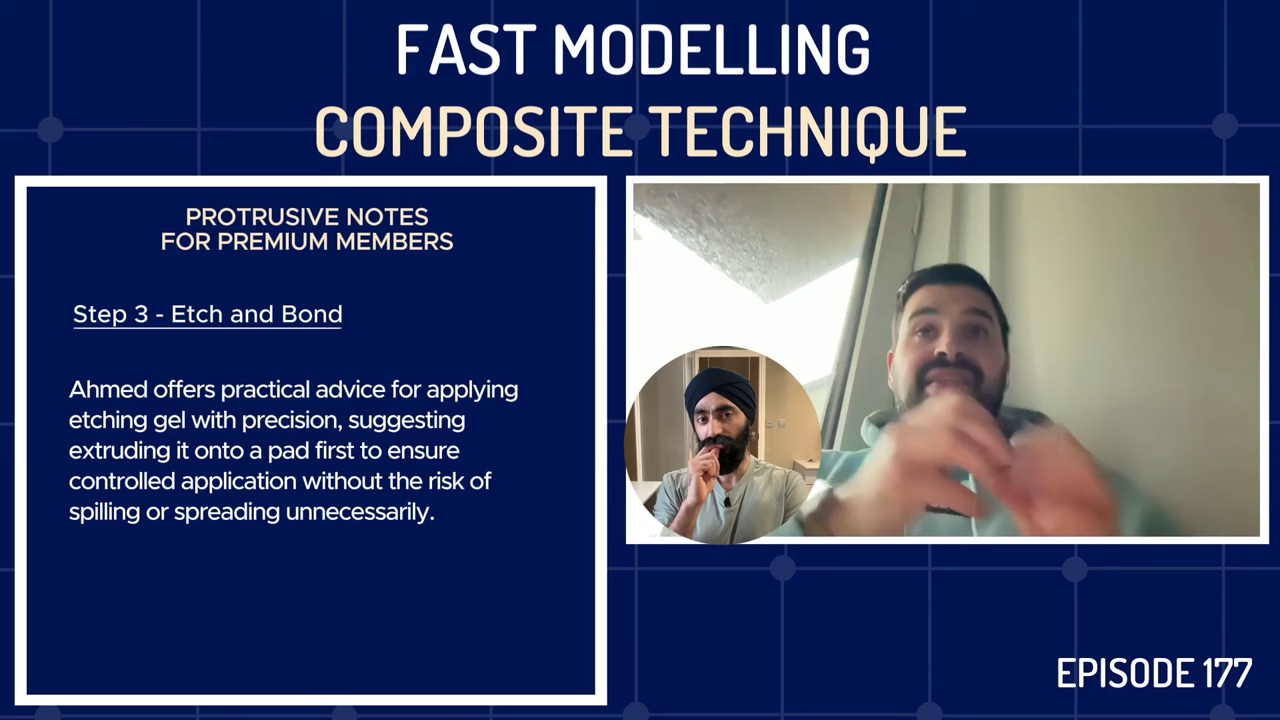 FAST MODELLING
COMPOSITE TECHNIQUE
PROTRUSIVE NOTES
FOR PREMIUM MEMBERS
Step 3 - Etch and Bond
Ahmed offers practical advice for applying
etching gel with precision, suggesting
extruding it onto a pad first to ensure
controlled application without the risk of
spilling or spreading unnecessarily.
EPISODE 177